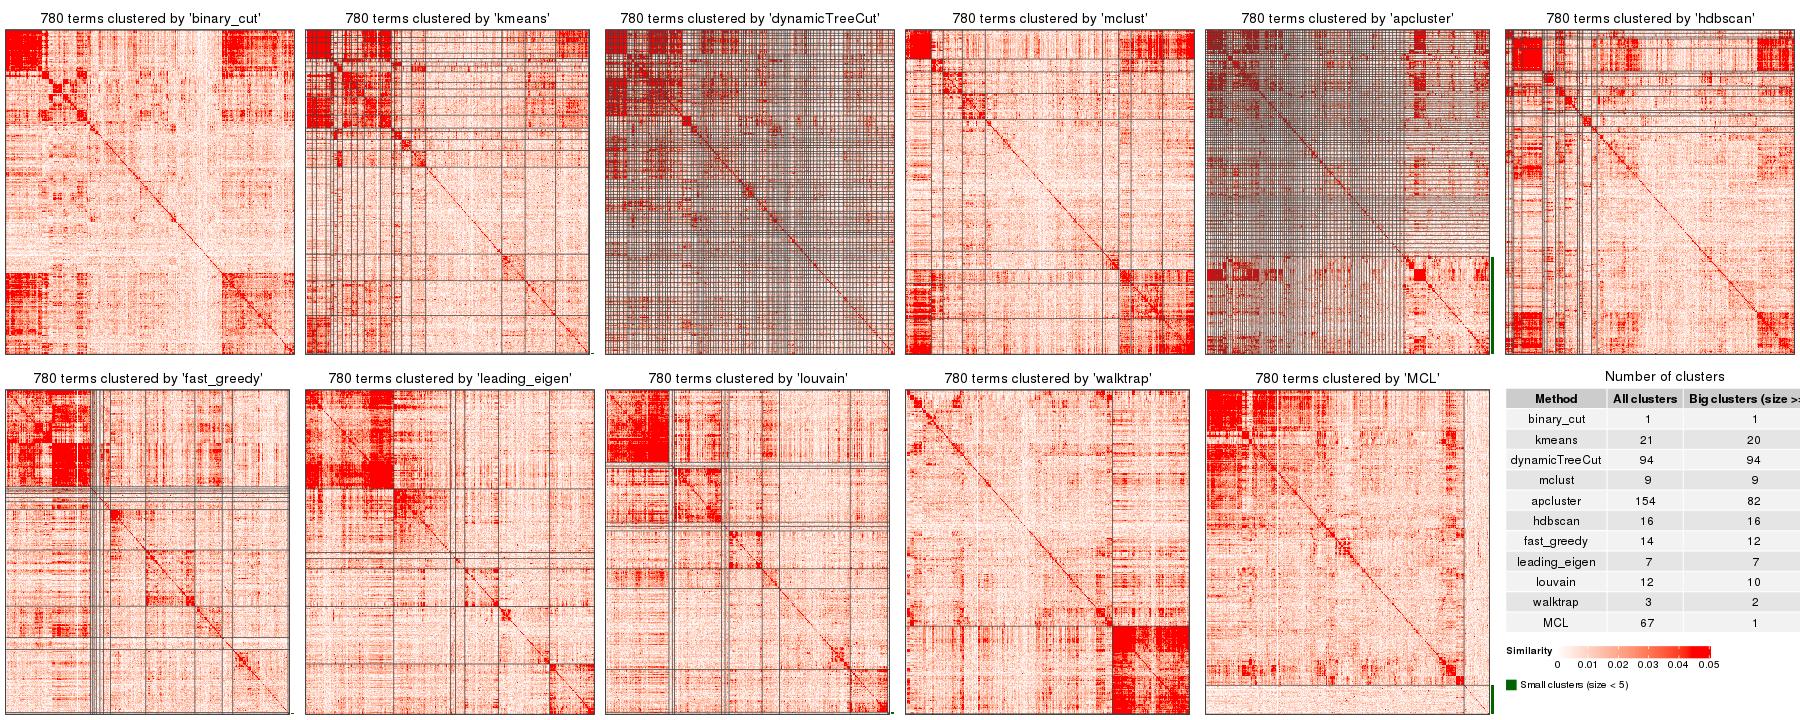 780 terms clustered by 'binary_cut'
780 terms clustered by 'kmeans'
780 terms clustered by 'dynamicTreeCut'
780 terms clustered by 'mclust'
780 terms clustered by 'apcluster'
780 terms clustered by 'hdbscan'
780 terms clustered by 'fast_greedy'
780 terms clustered by 'leading_eigen'
780 terms clustered by 'louvain'
780 terms clustered by 'walktrap'
780 terms clustered by 'MCL'
Number of clusters
Method All clusters Big clusters (size >=
binary_cut 1 1
kmeans 21 20
dynamicTreeCut 94 94
mclust 9 9
apcluster 154 82
hdbscan 16 16
fast_greedy 14 12
leading_eigen 7 7
louvain 12 10
walktrap 3 2
MCL 67 1
Similarity
0 0.01 0.02 0.03 0.04 0.05
Small clusters (size < 5)